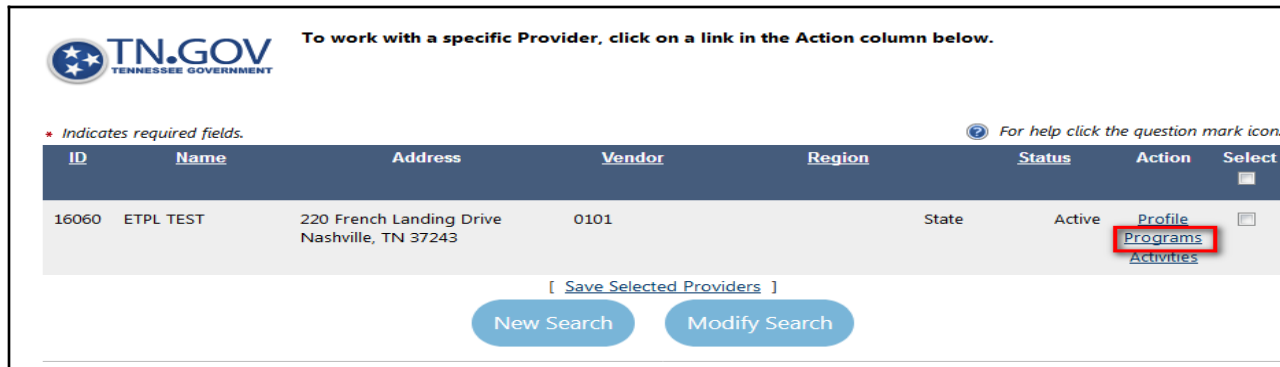 TN.GOV
TENNESSEE GOVERNMENT
To work with a specific Provider, click on a link in the Action column below.
* Indicates required fields.
For help click the question mark icon.
ID Name Address Vendor Region Status Action Select
16060 ETPL TEST 220 French Landing Drive 0101 State Active Profile
Nashville, TN 37243 Programs
Activities
[ Save Selected Providers ]
New Search Modify Search